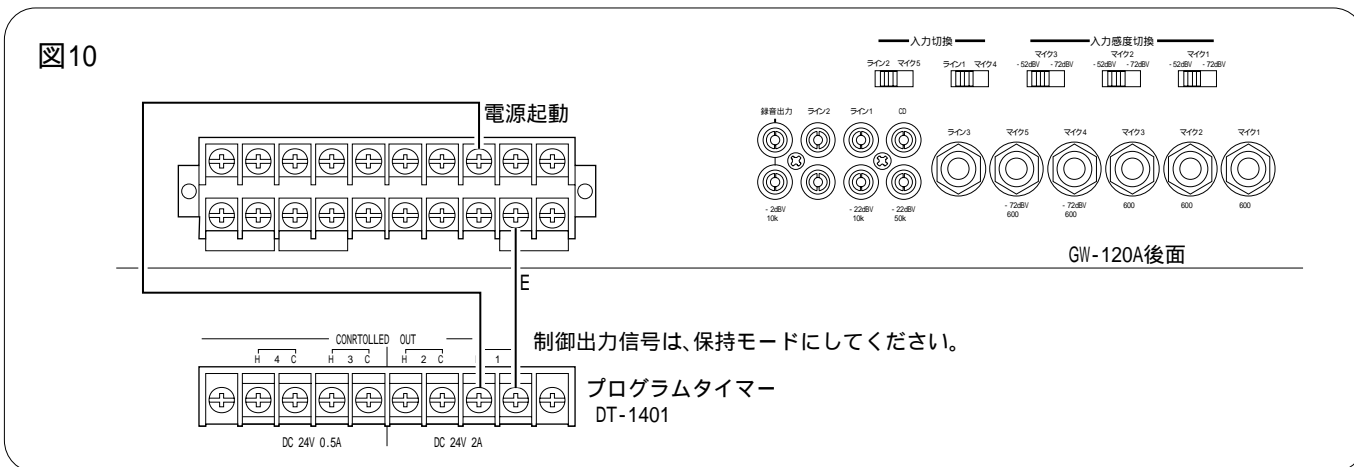 図10
入力切換
入力感度切換
ライン2 マイク5
ライン1 マイク4
マイク3
-52dBV -72dBV
マイク2
-52dBV -72dBV
マイク1
-52dBV -72dBV
電源起動
録音出力 ライン2 ライン1 CD
ライン3 マイク5 マイク4 マイク3 マイク2 マイク1
-2dBV
10k
-22dBV
10k
-22dBV
50k
-72dBV
600
-72dBV
600
600
600
600
GW-120A後面
E
制御出力信号は、保持モードにしてください。
CONRTOLLED OUT
H 4 C H 3 C H 2 C 1
プログラムタイマー
DT-1401
DC 24V 0.5A
DC 24V 2A